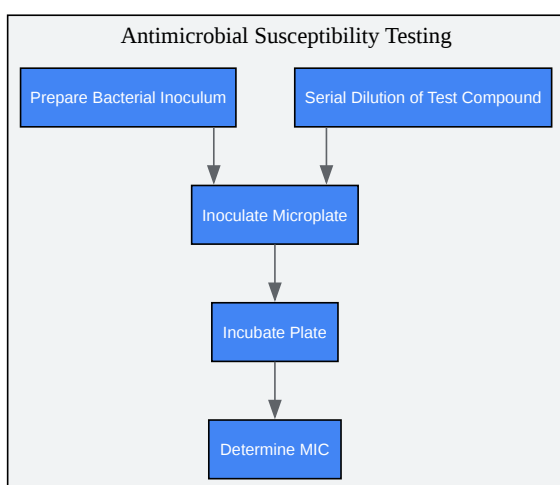 Antimicrobial Susceptibility Testing
Prepare Bacterial Inoculum
Serial Dilution of Test Compound
Inoculate Microplate
Incubate Plate
Determine MIC